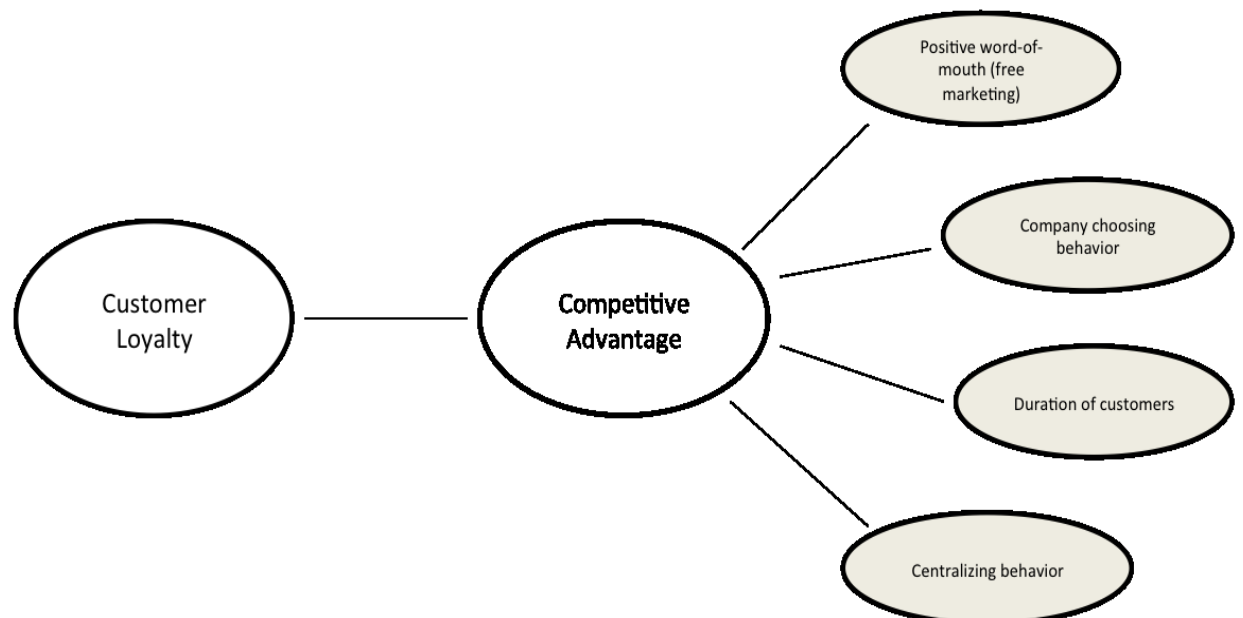 Positive word-of-
mouth (free
marketing)
Company choosing
behavior
Customer
Loyalty
Competitive
Advantage
Duration of customers
Centralizing behavior